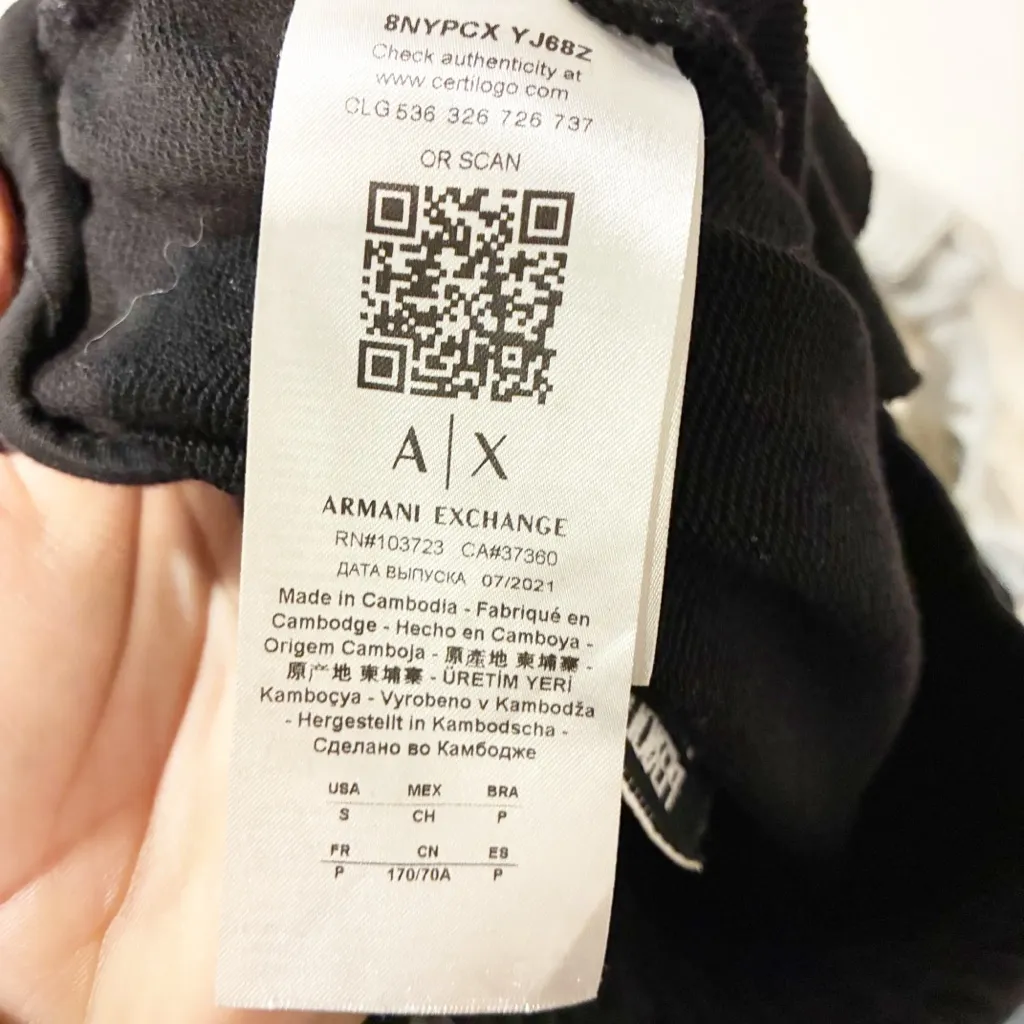 8NYPCX YJ68Z
Check authenticity at
www certilogo com
CLG 536 326 726 737
OR SCAN
A|X
ARMANI EXCHANGE
RN#103723 CA#37360
ДАТА ВЫПУСКА 07/2021
Made in Cambodia - Fabriqué en
Cambodge - Hecho en Camboya -
Origem Camboja - 原產地 柬埔寨 -
原产地 柬埔寨 - ÜRETİM YERİ
Kamboçya - Vyrobeno v Kambodža
- Hergestellt in Kambodscha -
Сделано во Камбодже
USA MEX BRA
S CH P
FR CN ES
P 170/70A P